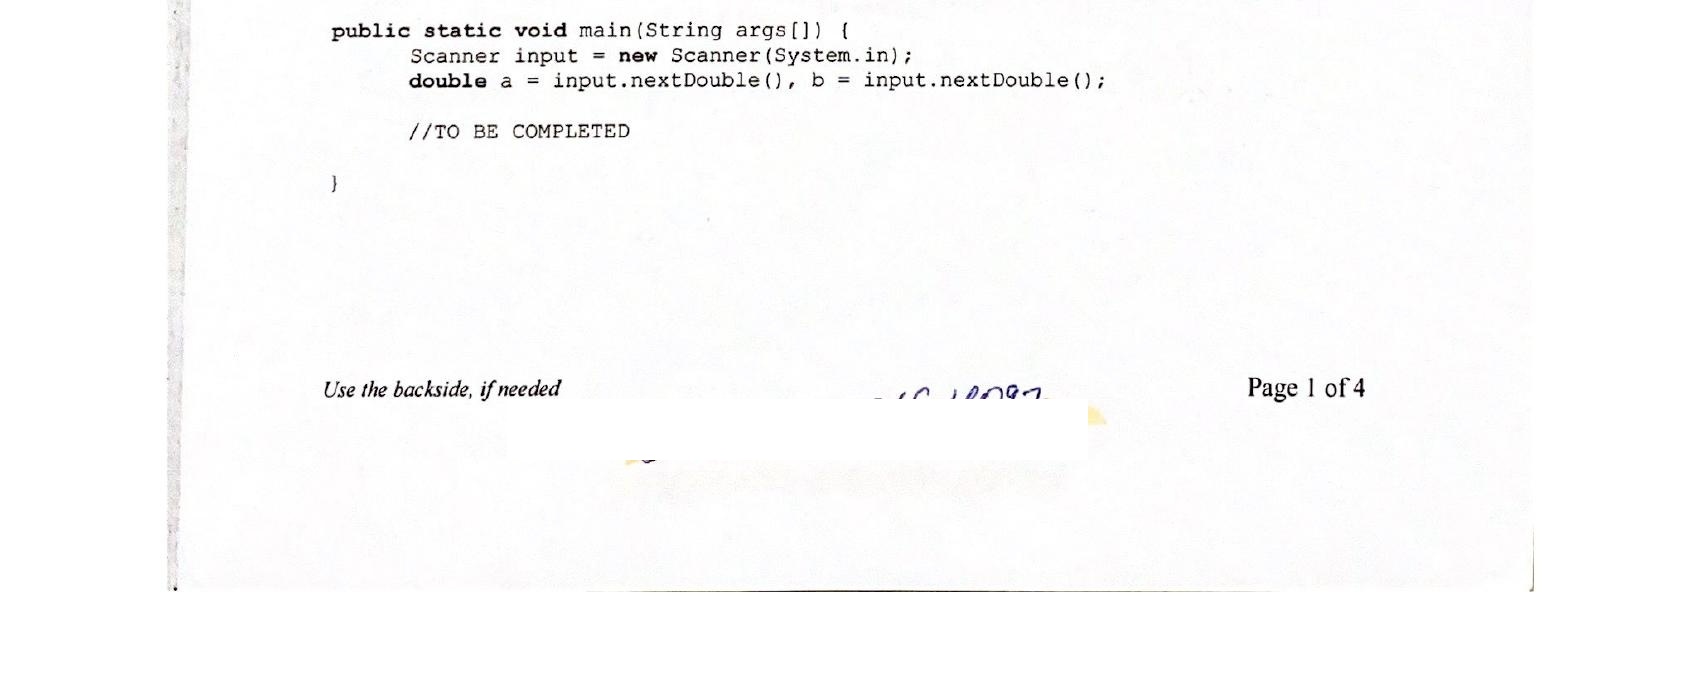 public static void main(String args[]) {
Scanner input = new Scanner(System.in);
double a = input.nextDouble(), b = input.nextDouble();
//TO BE COMPLETED
}
Use the backside, if needed
Page 1 of 4